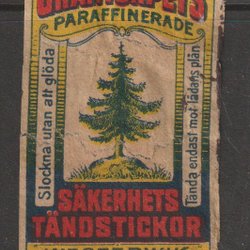 PARAFFINERADE
Slockna utan att glöda
Tända endast mot lådans plån
SÄKERHETS
TÄNDSTICKOR